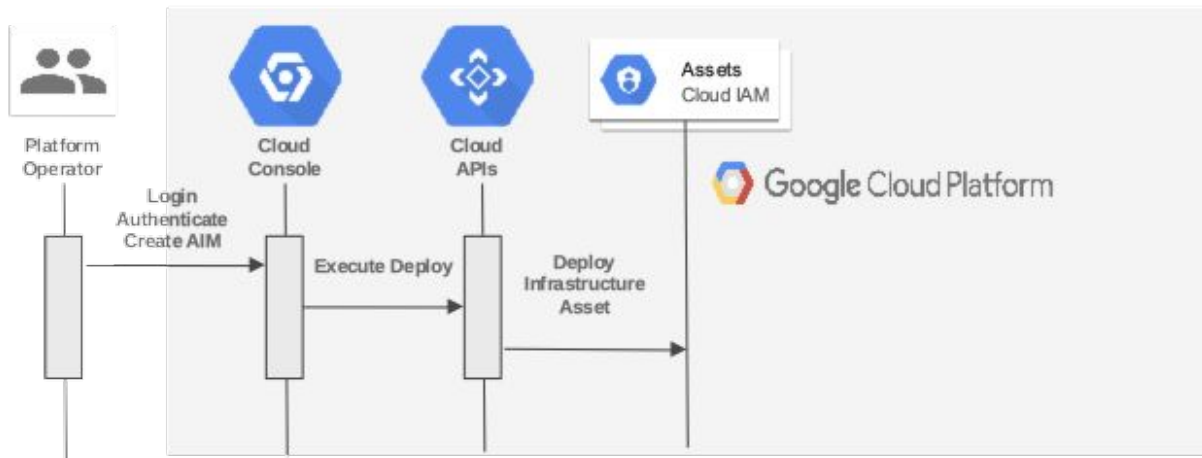 Platform
Operator
Cloud
Console
Cloud
APIs
Assets
Cloud IAM
Google Cloud Platform
Login
Authenticate
Create AIM
Execute Deploy
Deploy
Infrastructure
Asset